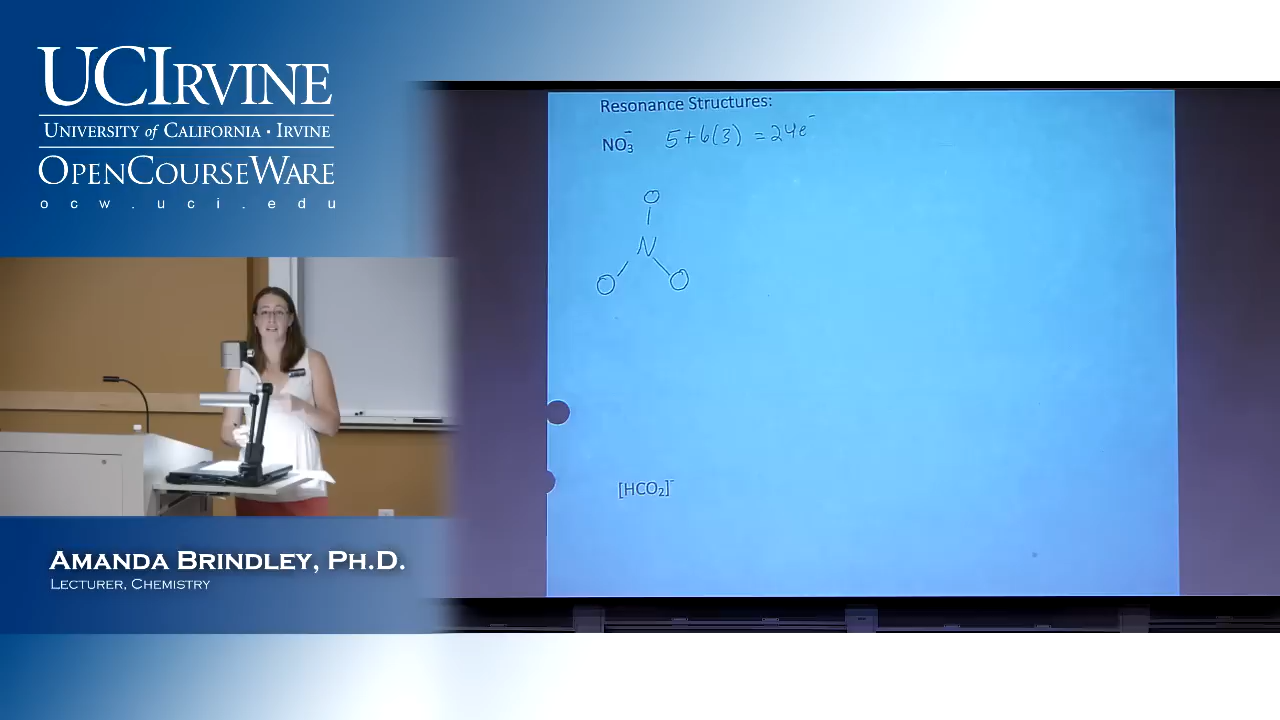 UCIRVINE
UNIVERSITY of CALIFORNIA · IRVINE
OPENCOURSEWARE
ocw.uci.edu
AMANDA BRINDLEY, PH.D.
LECTURER, CHEMISTRY
Resonance Structures:
NO₃⁻ 5+6(3) = 24e⁻
O
N
O O
[HCO₂]⁻